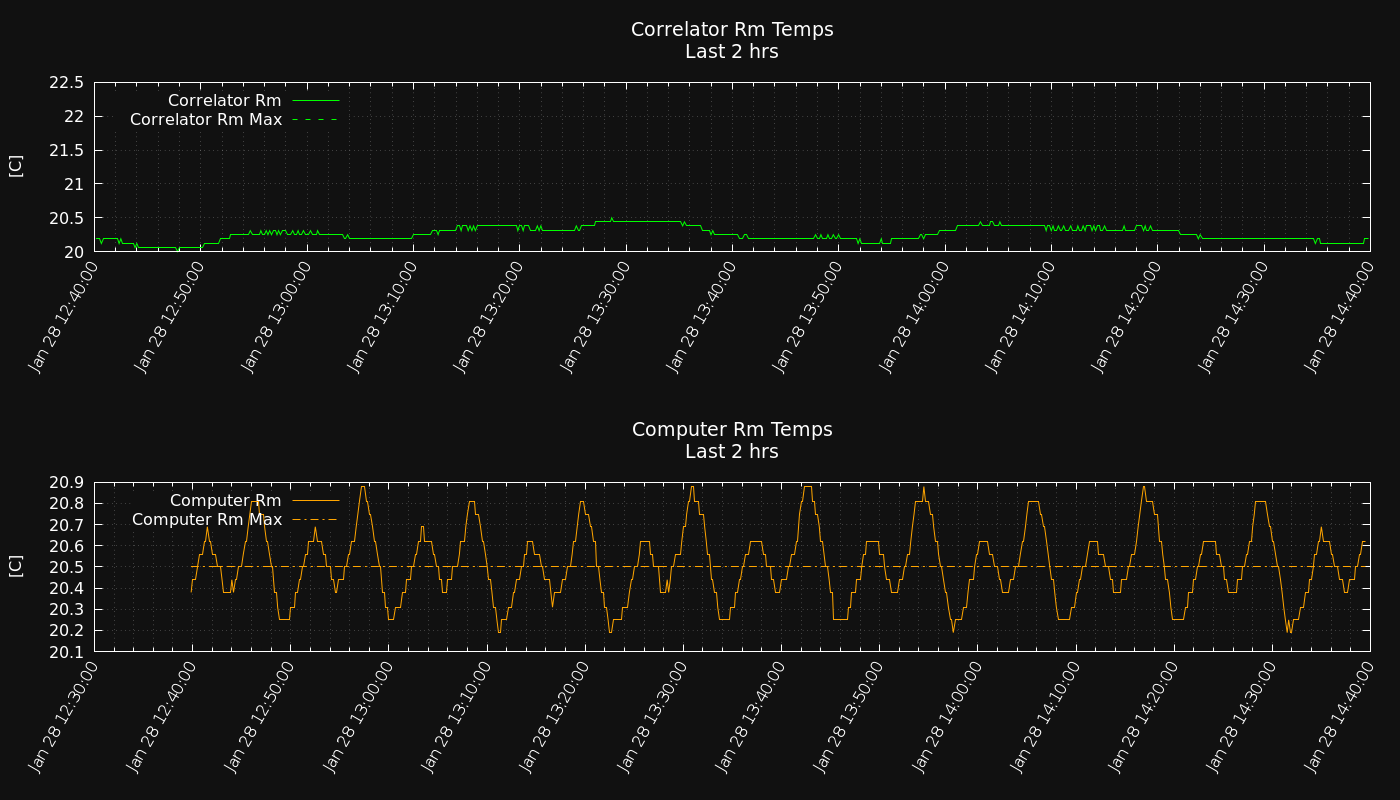 Correlator Rm Temps
Last 2 hrs
22.5
22
21.5
21
20.5
20
[C]
Correlator Rm
Correlator Rm Max
Jan 28 12:40:00
Jan 28 12:50:00
Jan 28 13:00:00
Jan 28 13:10:00
Jan 28 13:20:00
Jan 28 13:30:00
Jan 28 13:40:00
Jan 28 13:50:00
Jan 28 14:00:00
Jan 28 14:10:00
Jan 28 14:20:00
Jan 28 14:30:00
Jan 28 14:40:00
Computer Rm Temps
Last 2 hrs
20.9
20.8
20.7
20.6
20.5
20.4
20.3
20.2
20.1
[C]
Computer Rm
Computer Rm Max
Jan 28 12:30:00
Jan 28 12:40:00
Jan 28 12:50:00
Jan 28 13:00:00
Jan 28 13:10:00
Jan 28 13:20:00
Jan 28 13:30:00
Jan 28 13:40:00
Jan 28 13:50:00
Jan 28 14:00:00
Jan 28 14:10:00
Jan 28 14:20:00
Jan 28 14:30:00
Jan 28 14:40:00